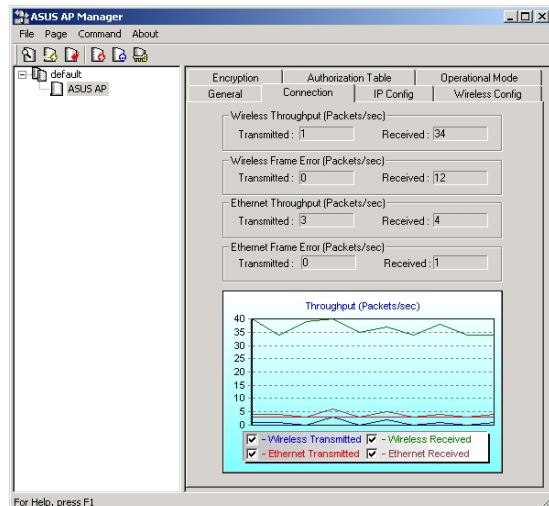 ASUS AP Manager
File Page Command About
default
ASUS AP
Encryption Authorization Table Operational Mode
General Connection IP Config Wireless Config
Wireless Throughput (Packets/sec)
Transmitted : 1 Received : 34
Wireless Frame Error (Packets/sec)
Transmitted : 0 Received : 12
Ethernet Throughput (Packets/sec)
Transmitted : 3 Received : 4
Ethernet Frame Error (Packets/sec)
Transmitted : 0 Received : 1
Throughput (Packets/sec)
40
35
30
25
20
15
10
5
0
- Wireless Transmitted - Wireless Received
- Ethernet Transmitted - Ethernet Received
For Help, press F1